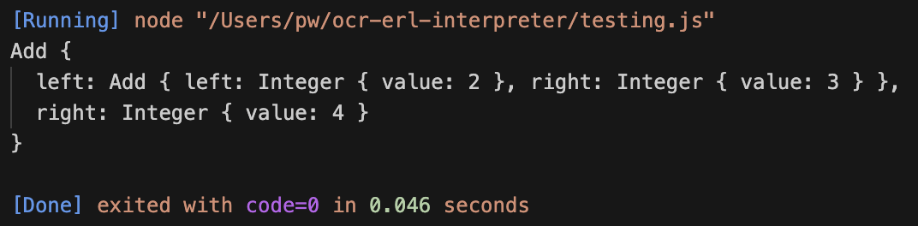 [Running] node "/Users/pw/ocr-erl-interpreter/testing.js"
Add {
  left: Add { left: Integer { value: 2 }, right: Integer { value: 3 } },
  right: Integer { value: 4 }
}

[Done] exited with code=0 in 0.046 seconds